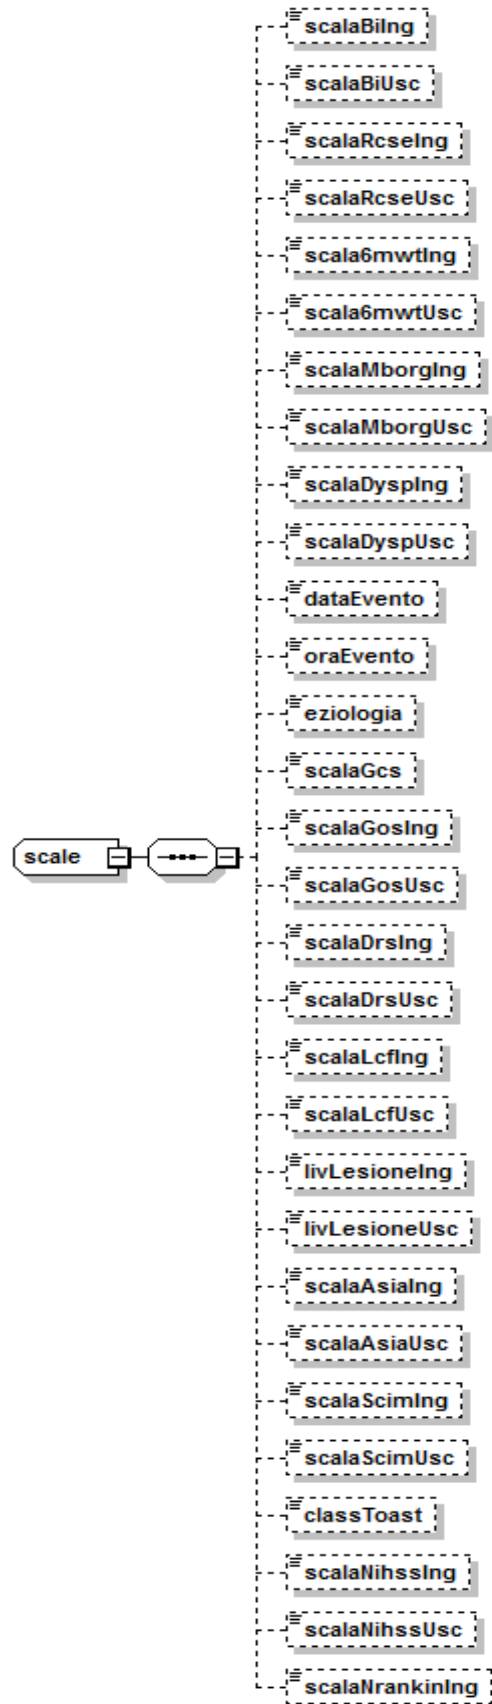 scalaBiIng
scalaBiUsc
scalaRcseIng
scalaRcseUsc
scala6mwtIng
scala6mwtUsc
scalaMborgIng
scalaMborgUsc
scalaDyspIng
scalaDyspUsc
dataEvento
oraEvento
eziologia
scalaGcs
scalaGosIng
scale
scalaGosUsc
scalaDrsIng
scalaDrsUsc
scalaLcfIng
scalaLcfUsc
livLesioneIng
livLesioneUsc
scalaAsiaIng
scalaAsiaUsc
scalaScimIng
scalaScimUsc
classToast
scalaNihssIng
scalaNihssUsc
scalaNrankinIng